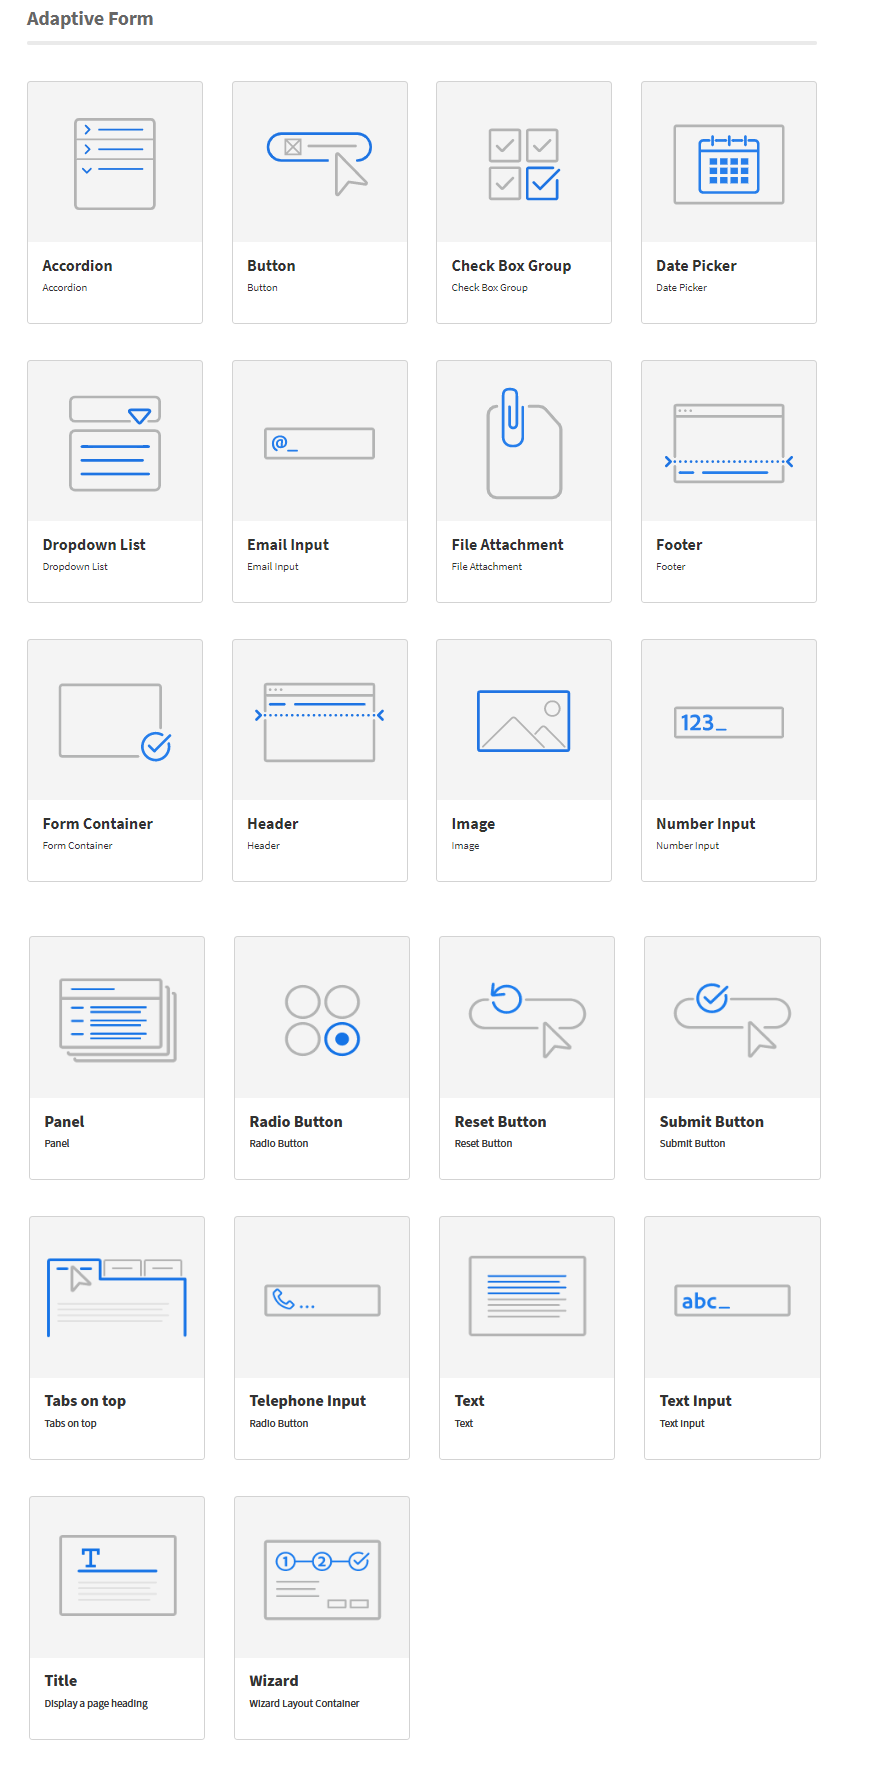 Adaptive Form
Accordion
Accordion
Button
Button
Check Box Group
Check Box Group
Date Picker
Date Picker
@_
Dropdown List
Dropdown List
Email Input
Email Input
File Attachment
File Attachment
Footer
Footer
123_
Form Container
Form Container
Header
Header
Image
Image
Number Input
Number Input
Panel
Panel
Radio Button
Radio Button
Reset Button
Reset Button
Submit Button
Submit Button
...
abc_
Tabs on top
Tabs on top
Telephone Input
Radio Button
Text
Text
Text Input
Text Input
T
1 2
Title
Display a page heading
Wizard
Wizard Layout Container